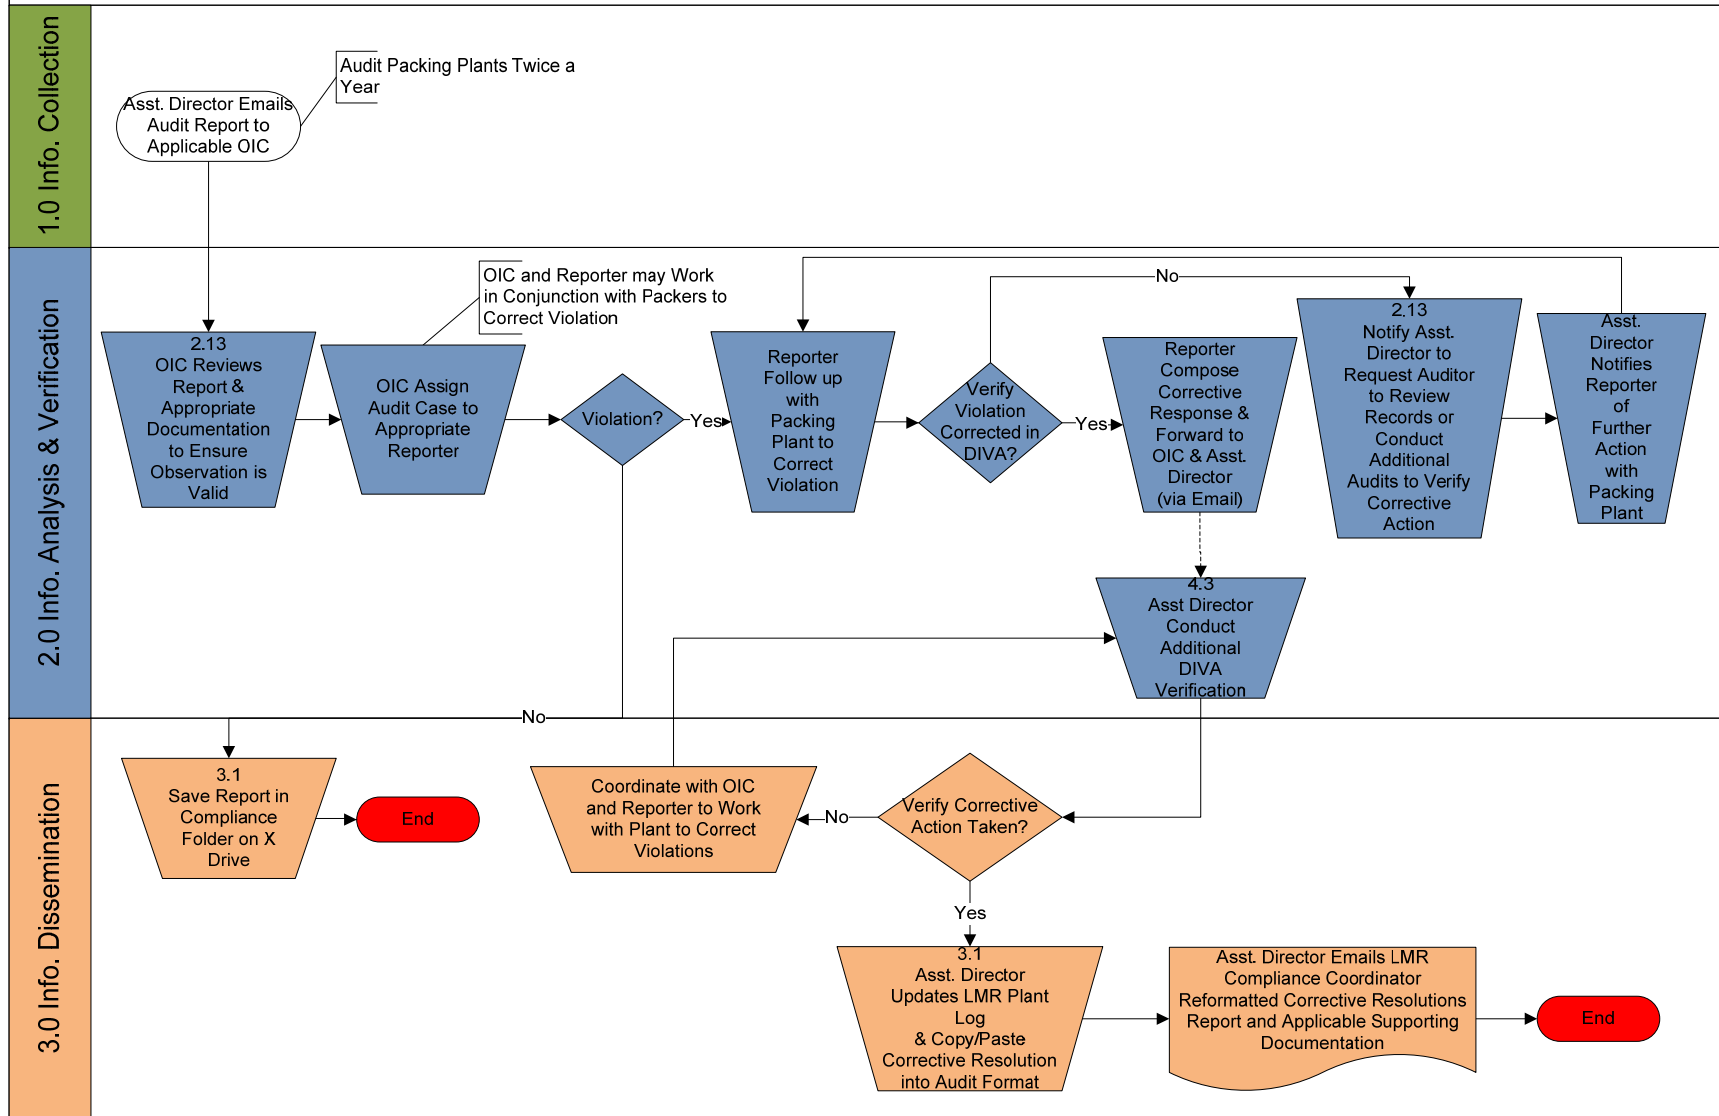 1.0 Info. Collection
Audit Packing Plants Twice a
Year
Asst. Director Emails
Audit Report to
Applicable OIC
2.0 Info. Analysis & Verification
OIC and Reporter may Work
in Conjunction with Packers to
Correct Violation
2.13
OIC Reviews
Report &
Appropriate
Documentation
to Ensure
Observation is
Valid
OIC Assign
Audit Case to
Appropriate
Reporter
Violation?
Yes
No
Reporter
Follow up
with
Packing
Plant to
Correct
Violation
Verify
Violation
Corrected in
DIVA?
Yes
No
Reporter
Compose
Corrective
Response &
Forward to
OIC & Asst.
Director
(via Email)
2.13
Notify Asst.
Director to
Request Auditor
to Review
Records or
Conduct
Additional
Audits to Verify
Corrective
Action
Asst.
Director
Notifies
Reporter
of
Further
Action
with
Packing
Plant
4.3
Asst Director
Conduct
Additional
DIVA
Verification
3.0 Info. Dissemination
3.1
Save Report in
Compliance
Folder on X
Drive
End
Coordinate with OIC
and Reporter to Work
with Plant to Correct
Violations
No
Verify Corrective
Action Taken?
Yes
3.1
Asst. Director
Updates LMR Plant
Log
& Copy/Paste
Corrective Resolution
into Audit Format
Asst. Director Emails LMR
Compliance Coordinator
Reformatted Corrective Resolutions
Report and Applicable Supporting
Documentation
End